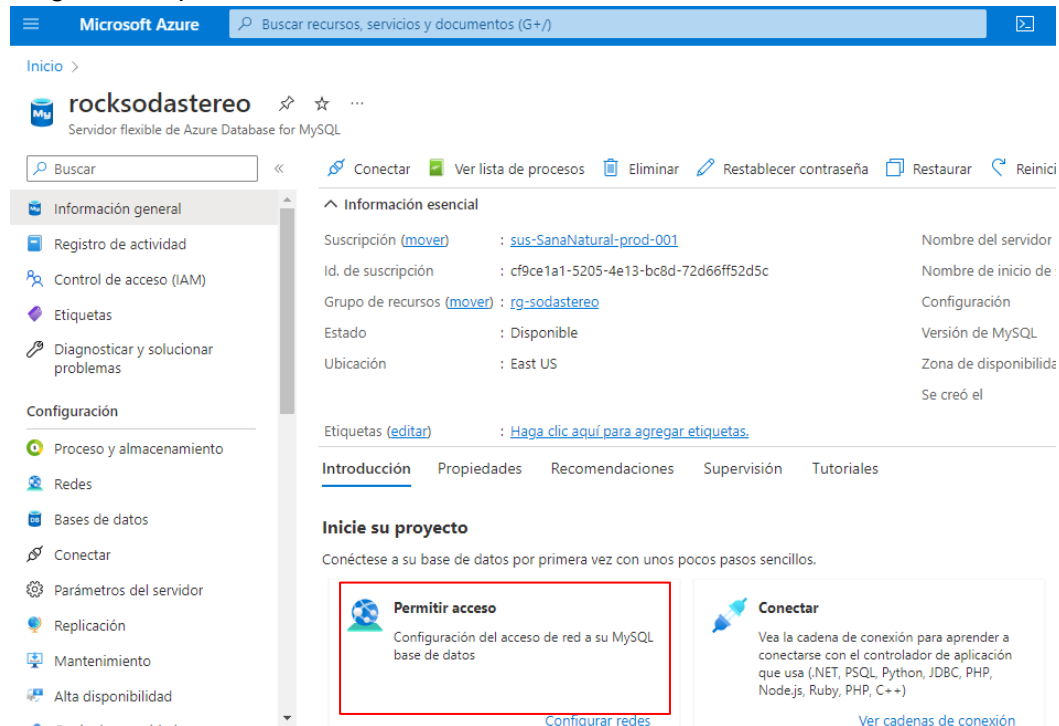 Microsoft Azure
Buscar recursos, servicios y documentos (G+/)
Inicio >
rocksodastereo
Servidor flexible de Azure Database for MySQL
Buscar
Conectar Ver lista de procesos Eliminar Restablecer contraseña Restaurar Reinici
Información general
Registro de actividad
Control de acceso (IAM)
Etiquetas
Diagnosticar y solucionar
problemas
Configuración
Proceso y almacenamiento
Redes
Bases de datos
Conectar
Parámetros del servidor
Replicación
Mantenimiento
Alta disponibilidad
Información esencial
Suscripción (mover) : sus-SanaNatural-prod-001
Id. de suscripción : cf9ce1a1-5205-4e13-bc8d-72d66ff52d5c
Grupo de recursos (mover) : rg-sodastereo
Estado : Disponible
Ubicación : East US
Nombre del servidor
Nombre de inicio de
Configuración
Versión de MySQL
Zona de disponibilida
Se creó el
Etiquetas (editar) : Haga clic aquí para agregar etiquetas.
Introducción Propiedades Recomendaciones Supervisión Tutoriales
Inicie su proyecto
Conéctese a su base de datos por primera vez con unos pocos pasos sencillos.
Permitir acceso
Configuración del acceso de red a su MySQL
base de datos
Configurar redes
Conectar
Vea la cadena de conexión para aprender a
conectarse con el controlador de aplicación
que usa (.NET, PSQL, Python, JDBC, PHP,
Node.js, Ruby, PHP, C++)
Ver cadenas de conexión